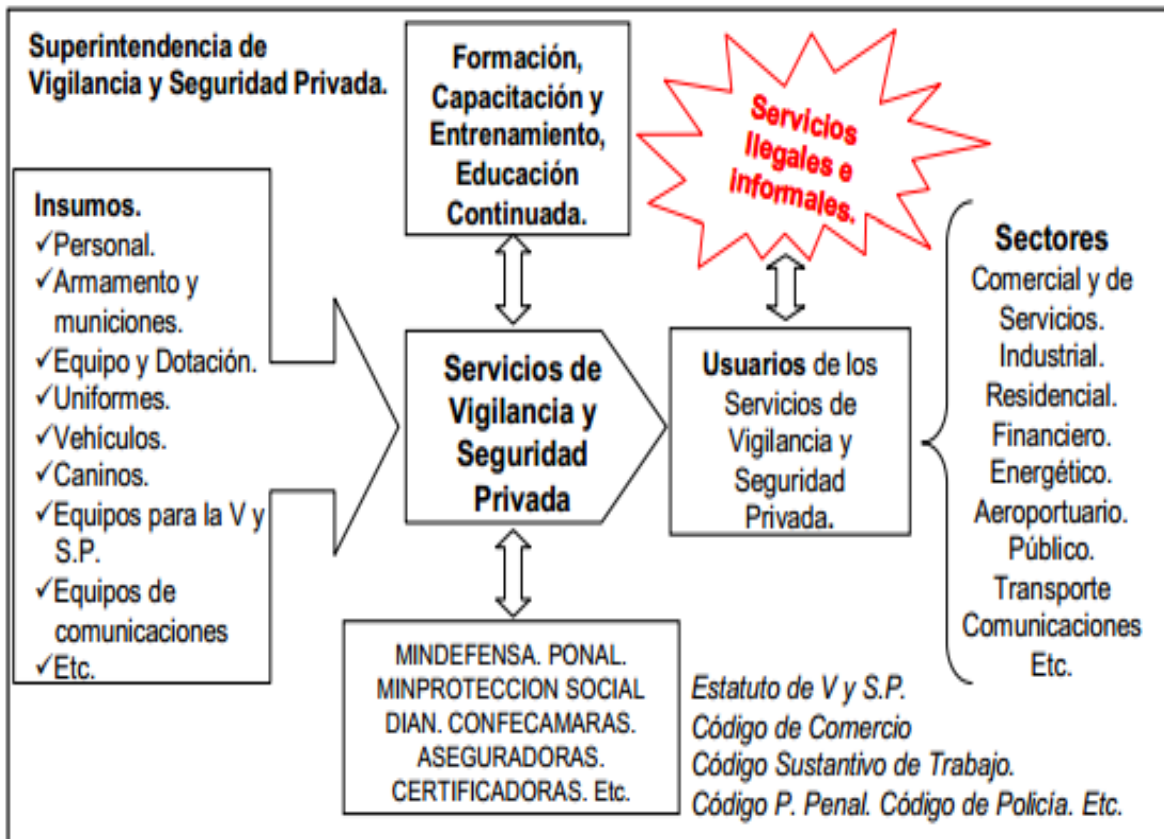 Superintendencia de
Vigilancia y Seguridad Privada.
Formación,
Capacitación y
Entrenamiento,
Educación
Continuada.
Servicios
Ilegales e
informales.
Insumos.
✓Personal.
✓Armamento y
municiones.
✓Equipo y Dotación.
✓Uniformes.
✓Vehículos.
✓Caninos.
✓Equipos para la V y
S.P.
✓Equipos de
comunicaciones
✓Etc.
Servicios de
Vigilancia y
Seguridad
Privada
Usuarios de los
Servicios de
Vigilancia y
Seguridad
Privada.
Sectores
Comercial y de
Servicios.
Industrial.
Residencial.
Financiero.
Energético.
Aeroportuario.
Público.
Transporte
Comunicaciones
Etc.
MINDEFENSA. PONAL.
MINPROTECCION SOCIAL
DIAN. CONFECAMARAS.
ASEGURADORAS.
CERTIFICADORAS. Etc.
Estatuto de V y S.P.
Código de Comercio
Código Sustantivo de Trabajo.
Código P. Penal. Código de Policía. Etc.